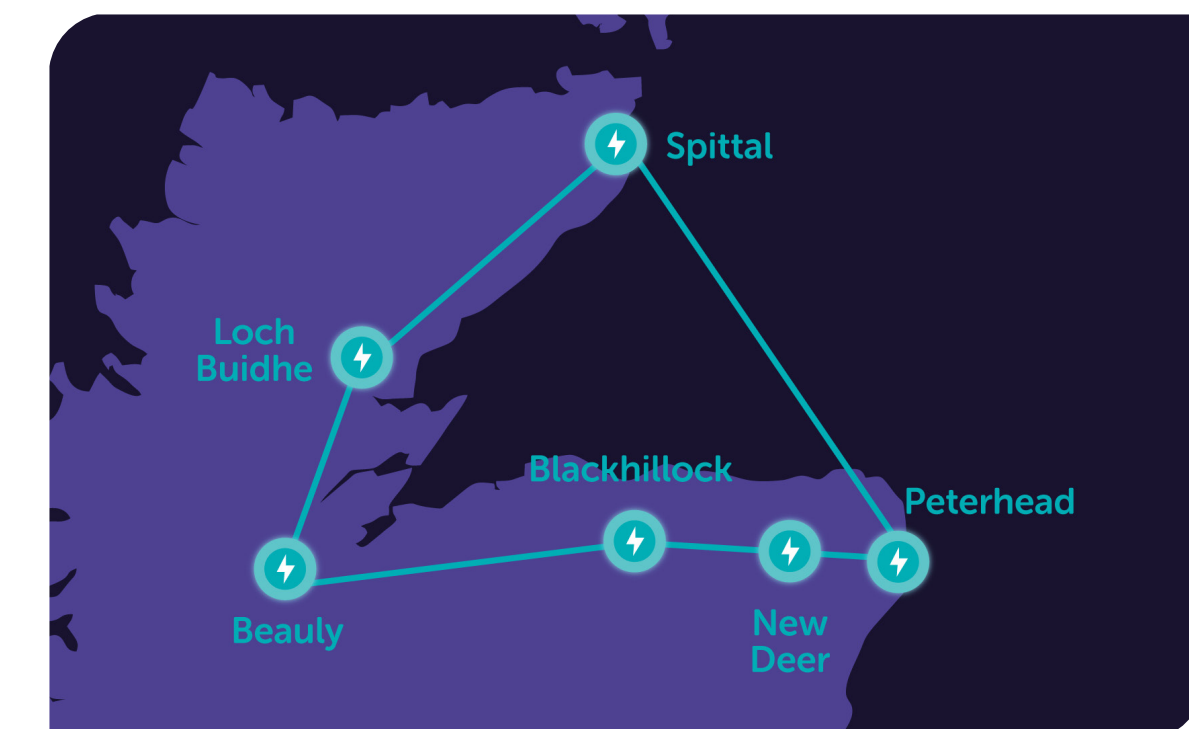 Spittal
Loch
Buidhe
Blackhillock
Peterhead
Beauly
New
Deer